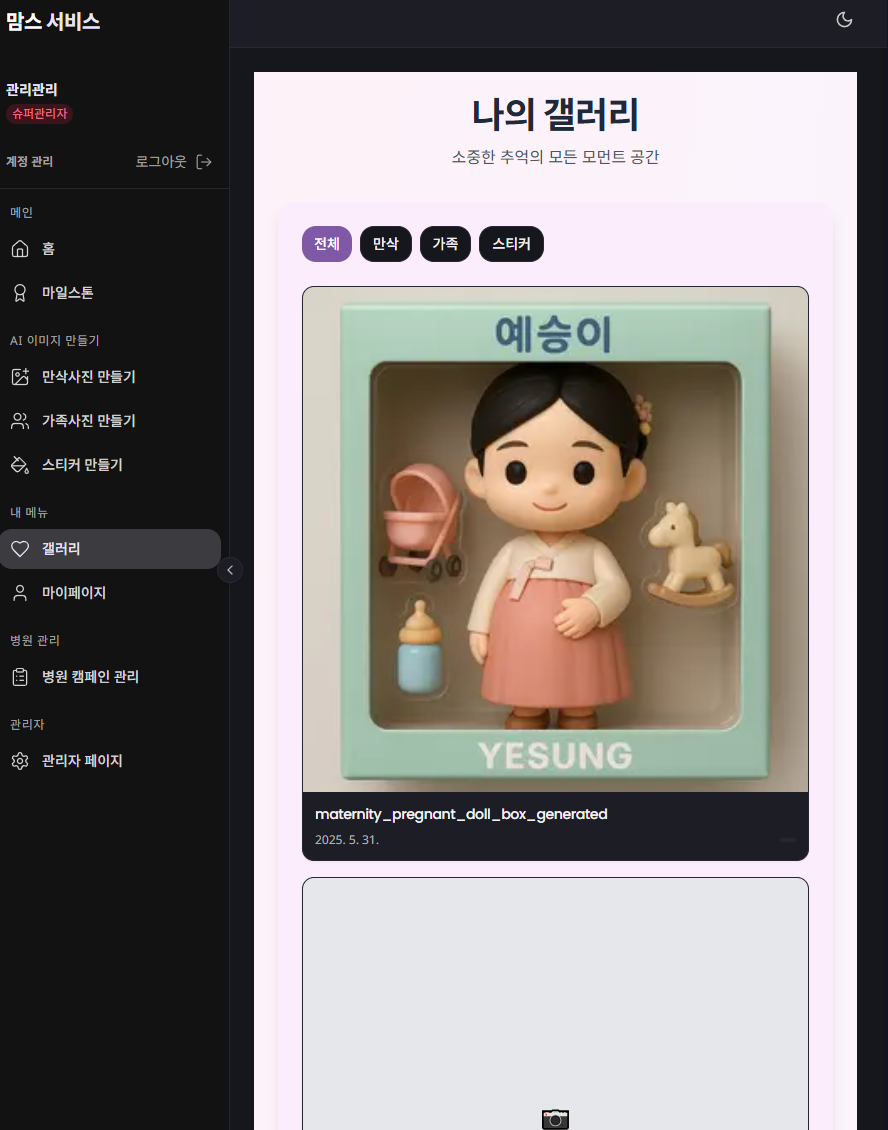 맘스 서비스
관리관리
슈퍼관리자
계정 관리
로그아웃
메인
홈
마일스톤
AI 이미지 만들기
만삭사진 만들기
가족사진 만들기
스티커 만들기
내 메뉴
갤러리
마이페이지
병원 관리
병원 캠페인 관리
관리자
관리자 페이지
나의 갤러리
소중한 추억의 모든 모먼트 공간
전체
만삭
가족
스티커
예승이
YESUNG
maternity_pregnant_doll_box_generated
2025. 5. 31.